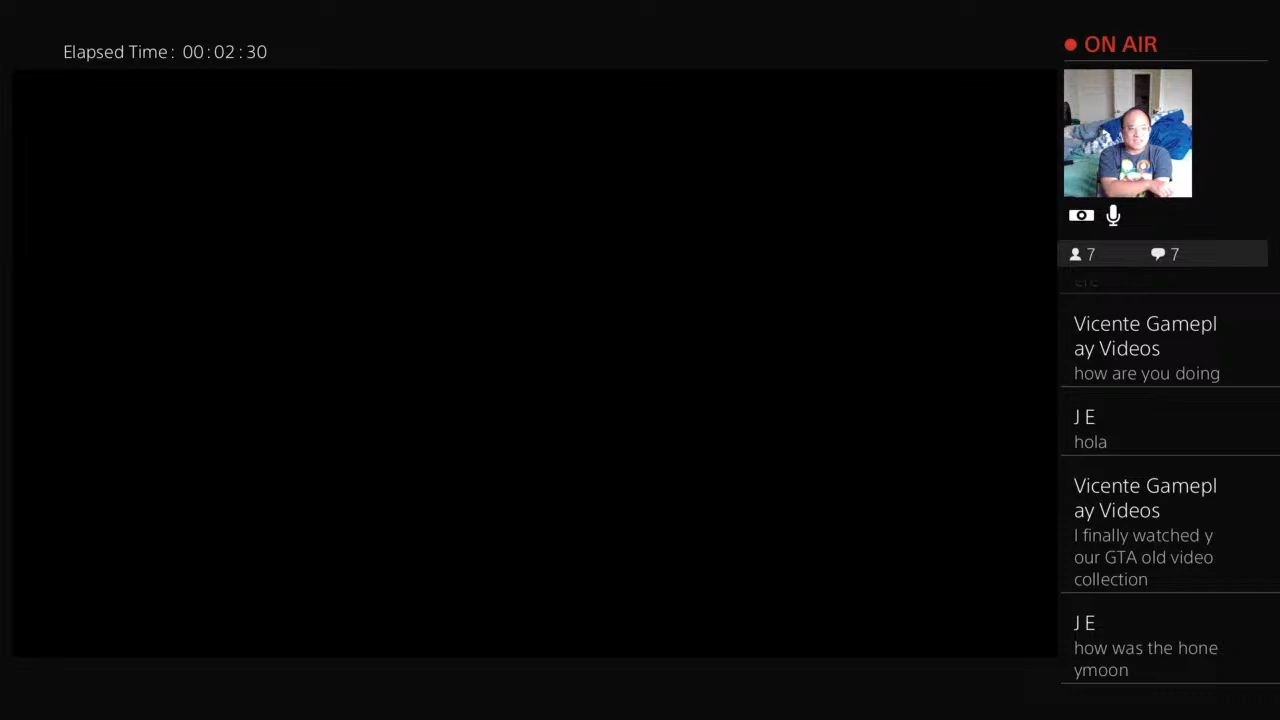 Elapsed Time: 00:02:30
ON AIR
7 7
Vicente Gamepl
ay Videos
how are you doing
J E
hola
Vicente Gamepl
ay Videos
I finally watched y
our GTA old video
collection
J E
how was the hone
ymoon